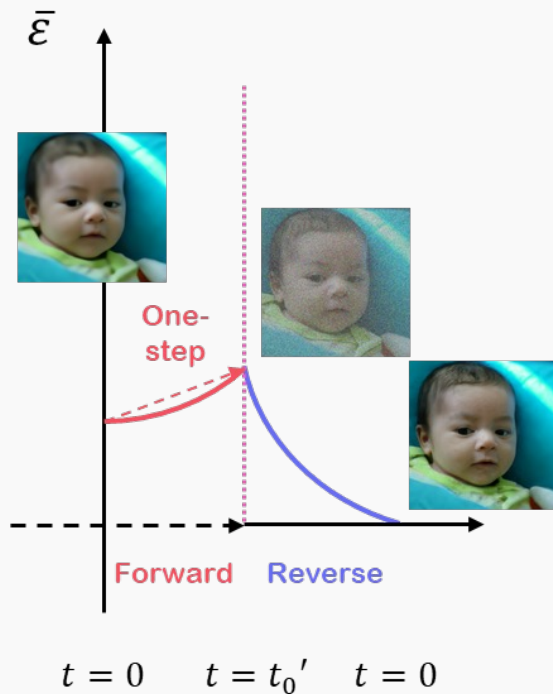 ε̄
One-
step
Forward Reverse
t = 0 t = t₀′ t = 0